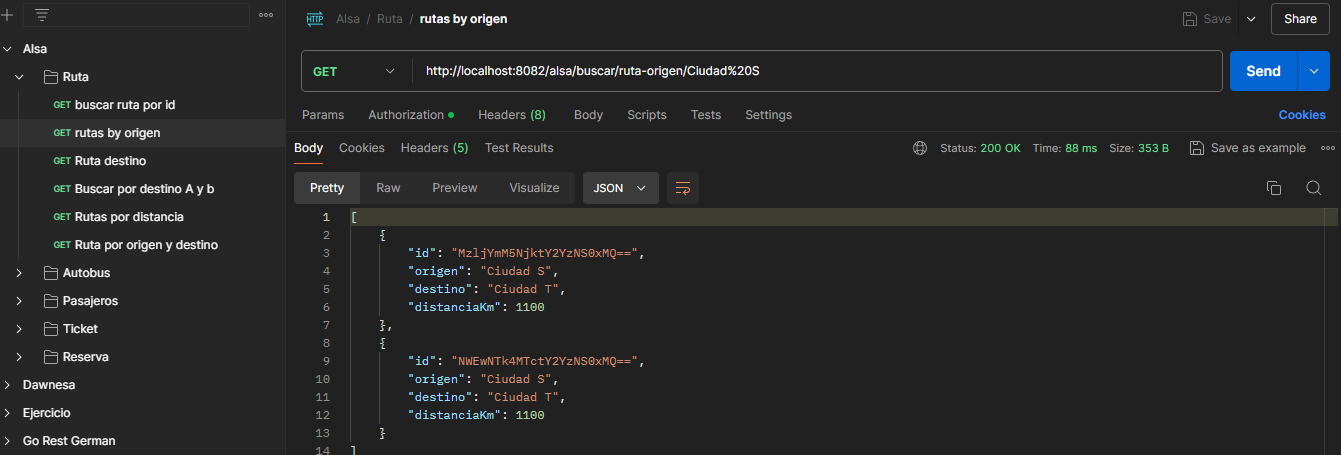 Alsa / Ruta / rutas by origen
Save
Share
Alsa
Ruta
GET buscar ruta por id
GET rutas by origen
GET Ruta destino
GET Buscar por destino A y b
GET Rutas por distancia
GET Ruta por origen y destino
Autobus
Pasajeros
Ticket
Reserva
Dawnesa
Ejercicio
Go Rest German
HTTP
GET http://localhost:8082/alsa/buscar/ruta-origen/Ciudad%20S
Send
Params Authorization Headers (8) Body Scripts Tests Settings Cookies
Body Cookies Headers (5) Test Results Status: 200 OK Time: 88 ms Size: 353 B Save as example
Pretty Raw Preview Visualize JSON
1 [
2 {
3 "id": "MzljYmM5NjktY2YzNS0xMQ==",
4 "origen": "Ciudad S",
5 "destino": "Ciudad T",
6 "distanciaKm": 1100
7 },
8 {
9 "id": "NWEwNTk4MTctY2YzNS0xMQ==",
10 "origen": "Ciudad S",
11 "destino": "Ciudad T",
12 "distanciaKm": 1100
13 }
14 ]